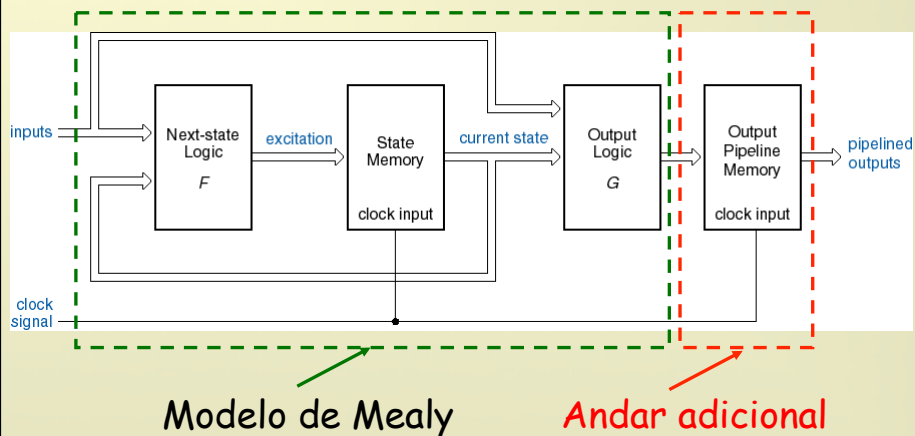 inputs
Next-state
Logic
F
excitation
State
Memory
clock input
current state
Output
Logic
G
Output
Pipeline
Memory
clock input
pipelined
outputs
clock
signal
Modelo de Mealy
Andar adicional